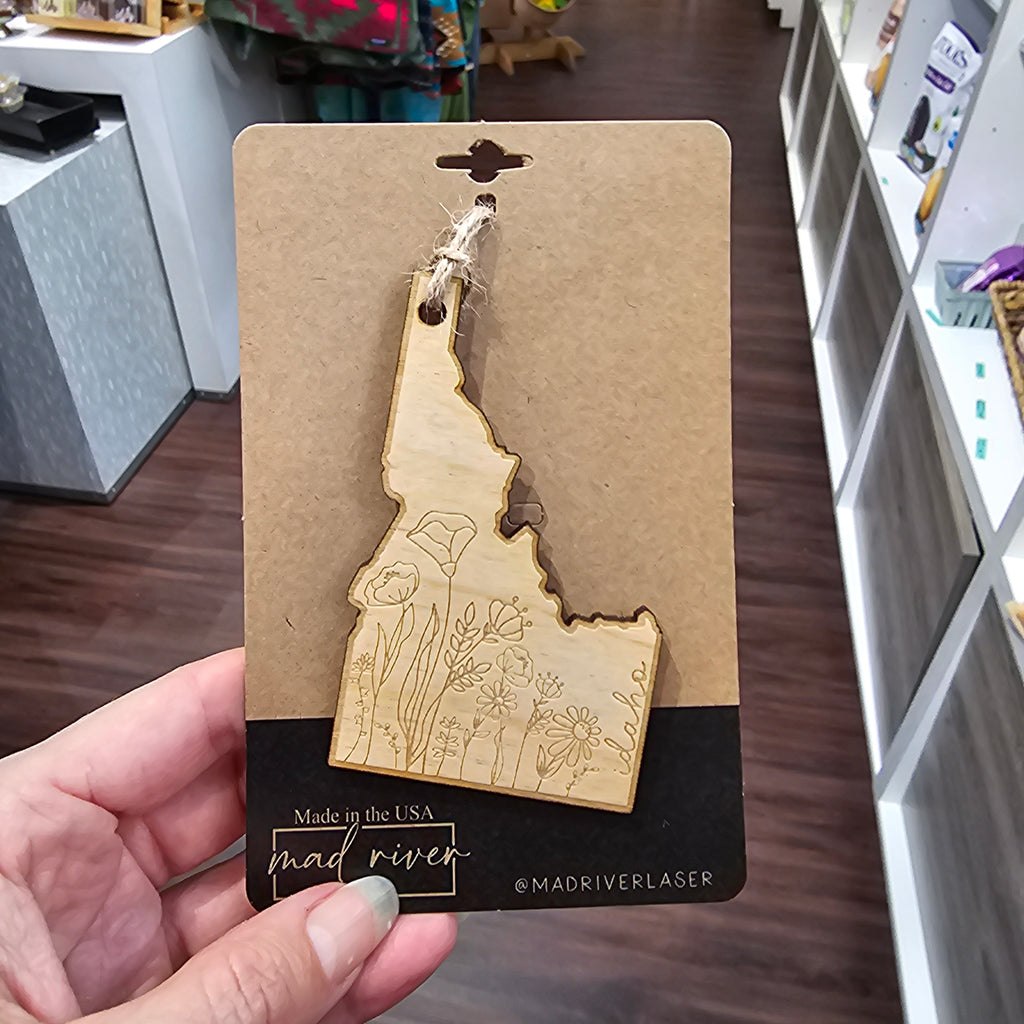 idaho
Made in the USA
mad river
@MADRIVERLASER